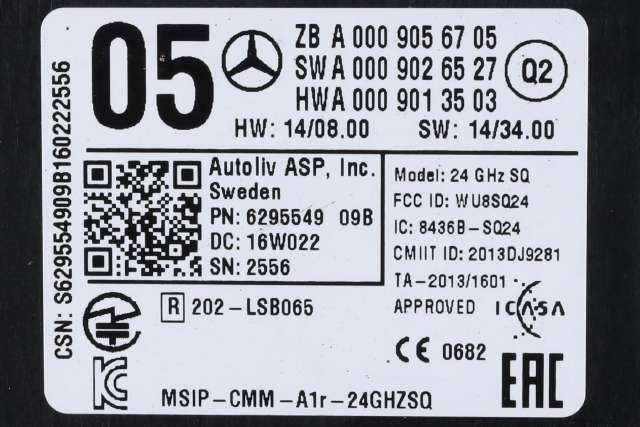 05
ZB A 000 905 67 05
SW A 000 902 65 27
HW A 000 901 35 03
Q2
HW: 14/08.00 SW: 14/34.00
CSN: S629554909B160222556
Autoliv ASP, Inc.
Sweden
PN: 6295549 09B
DC: 16W022
SN: 2556
Model: 24 GHz SQ
FCC ID: WU8SQ24
IC: 8436B-SQ24
CMIIT ID: 2013DJ9281
TA-2013/1601
APPROVED ICASA
R 202-LSB065
CE 0682
KC
MSIP-CMM-A1r-24GHZSQ
EAC